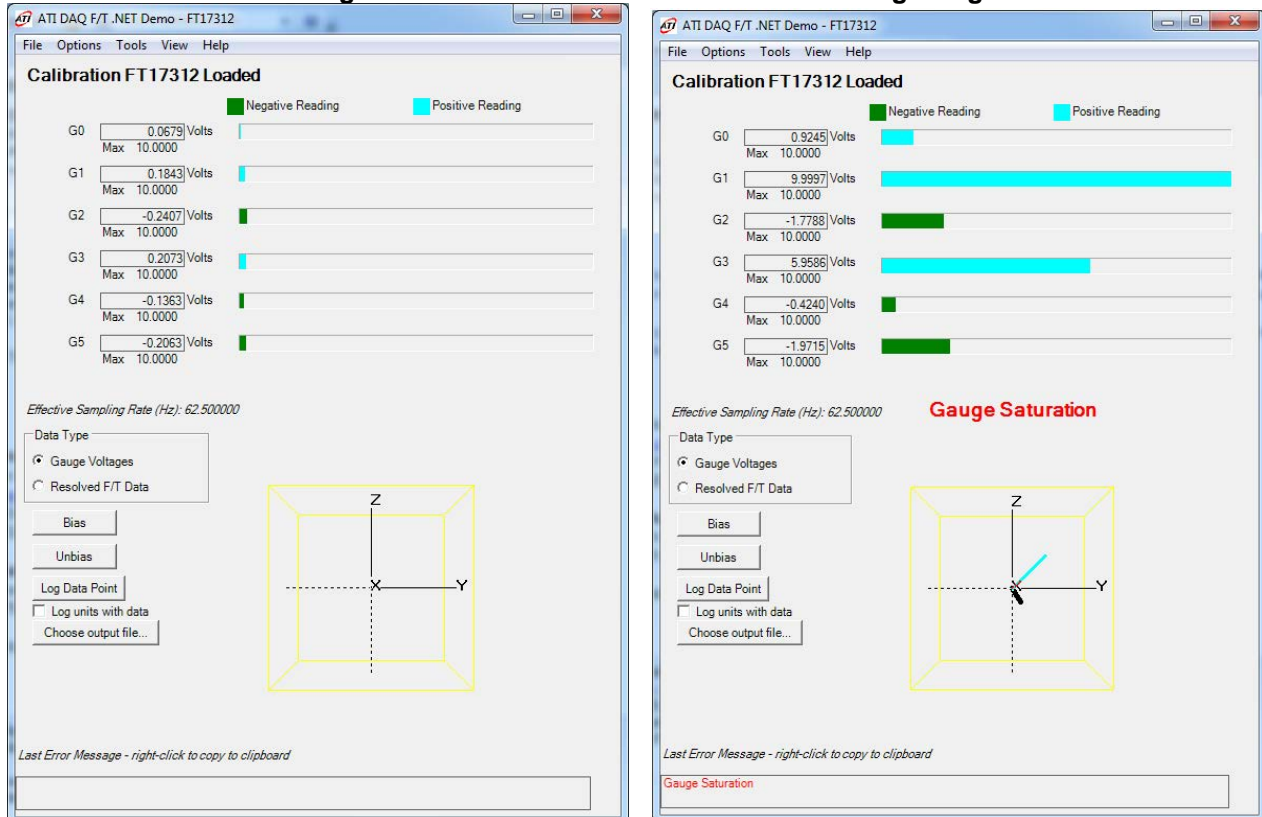 ATI DAQ F/T .NET Demo - FT17312
File Options Tools View Help
Calibration FT17312 Loaded
Negative Reading Positive Reading
G0 0.0679 Volts
Max 10.0000
G1 0.1843 Volts
Max 10.0000
G2 -0.2407 Volts
Max 10.0000
G3 0.2073 Volts
Max 10.0000
G4 -0.1363 Volts
Max 10.0000
G5 -0.2063 Volts
Max 10.0000
Effective Sampling Rate (Hz): 62.500000
Data Type
Gauge Voltages
Resolved F/T Data
Bias
Unbias
Log Data Point
Log units with data
Choose output file...
Z
X
Y
Last Error Message - right-click to copy to clipboard
ATI DAQ F/T .NET Demo - FT17312
File Options Tools View Help
Calibration FT17312 Loaded
Negative Reading Positive Reading
G0 0.9245 Volts
Max 10.0000
G1 9.9997 Volts
Max 10.0000
G2 -1.7788 Volts
Max 10.0000
G3 5.9586 Volts
Max 10.0000
G4 -0.4240 Volts
Max 10.0000
G5 -1.9715 Volts
Max 10.0000
Effective Sampling Rate (Hz): 62.500000 Gauge Saturation
Data Type
Gauge Voltages
Resolved F/T Data
Bias
Unbias
Log Data Point
Log units with data
Choose output file...
Z
X
Y
Last Error Message - right-click to copy to clipboard
Gauge Saturation